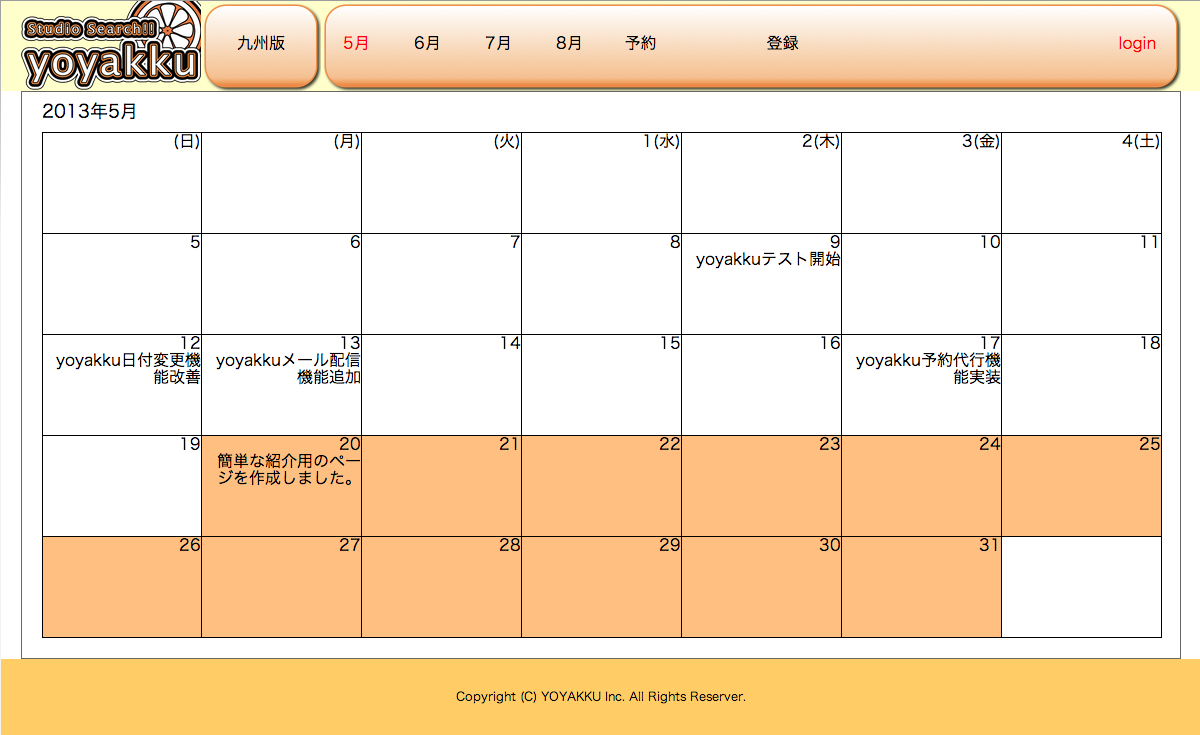 Studio Search!!
yoyakku
九州版 5月 6月 7月 8月 予約 登録 login
2013年5月
(日) (月) (火) 1(水) 2(木) 3(金) 4(土)
5 6 7 8 9 10 11
yoyakkuテスト開始
12 13 14 15 16 17 18
yoyakku日付変更機
能改善
yoyakkuメール配信
機能追加
yoyakku予約代行機
能実装
19 20 21 22 23 24 25
簡単な紹介用のペー
ジを作成しました。
26 27 28 29 30 31
Copyright (C) YOYAKKU Inc. All Rights Reserver.